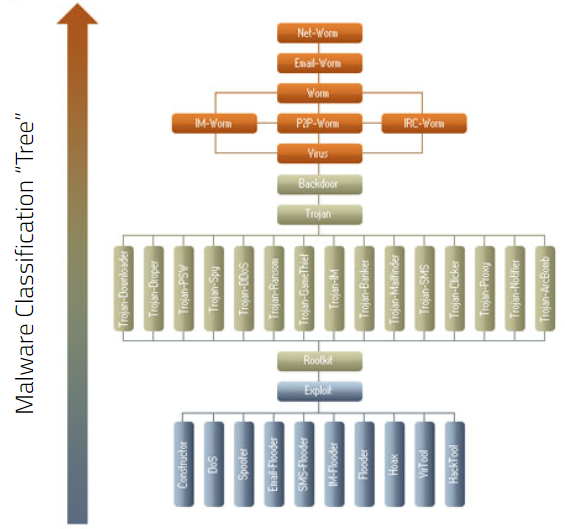 Malware Classification "Tree"
Net-Worm
Email-Worm
Worm
IM-Worm
P2P-Worm
IRC-Worm
Virus
Backdoor
Trojan
Trojan-Downloader
Trojan-Droper
Trojan-PSW
Trojan-Spy
Trojan-DDoS
Trojan-Ransom
Trojan-GameThief
Trojan-IM
Trojan-Banker
Trojan-Mailfinder
Trojan-SMS
Trojan-Clicker
Trojan-Proxy
Trojan-Notifier
Trojan-ArcBomb
Rootkit
Exploit
Constructor
DoS
Spoofer
Email-Flooder
SMS-Flooder
IM-Flooder
Flooder
Hoax
VirTool
HackTool